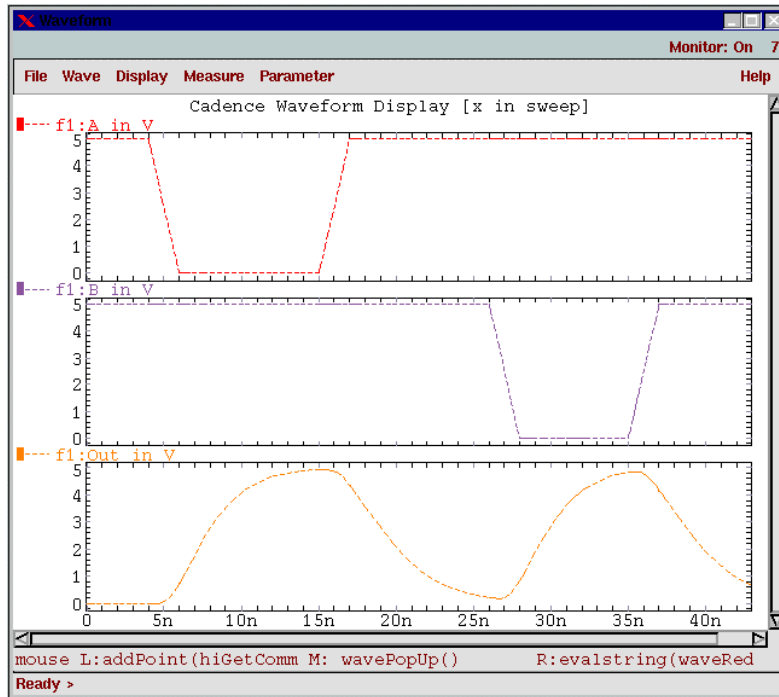 Waveform
Monitor: On 7
File Wave Display Measure Parameter Help
Cadence Waveform Display [x in sweep]
f1:A in V
5
4
3
2
1
0
f1:B in V
5
4
3
2
1
0
f1:Out in V
5
4
3
2
1
0
0 5n 10n 15n 20n 25n 30n 35n 40n
mouse L:addPoint(hiGetComm M: wavePopUp() R:evalstring(waveRed
Ready >